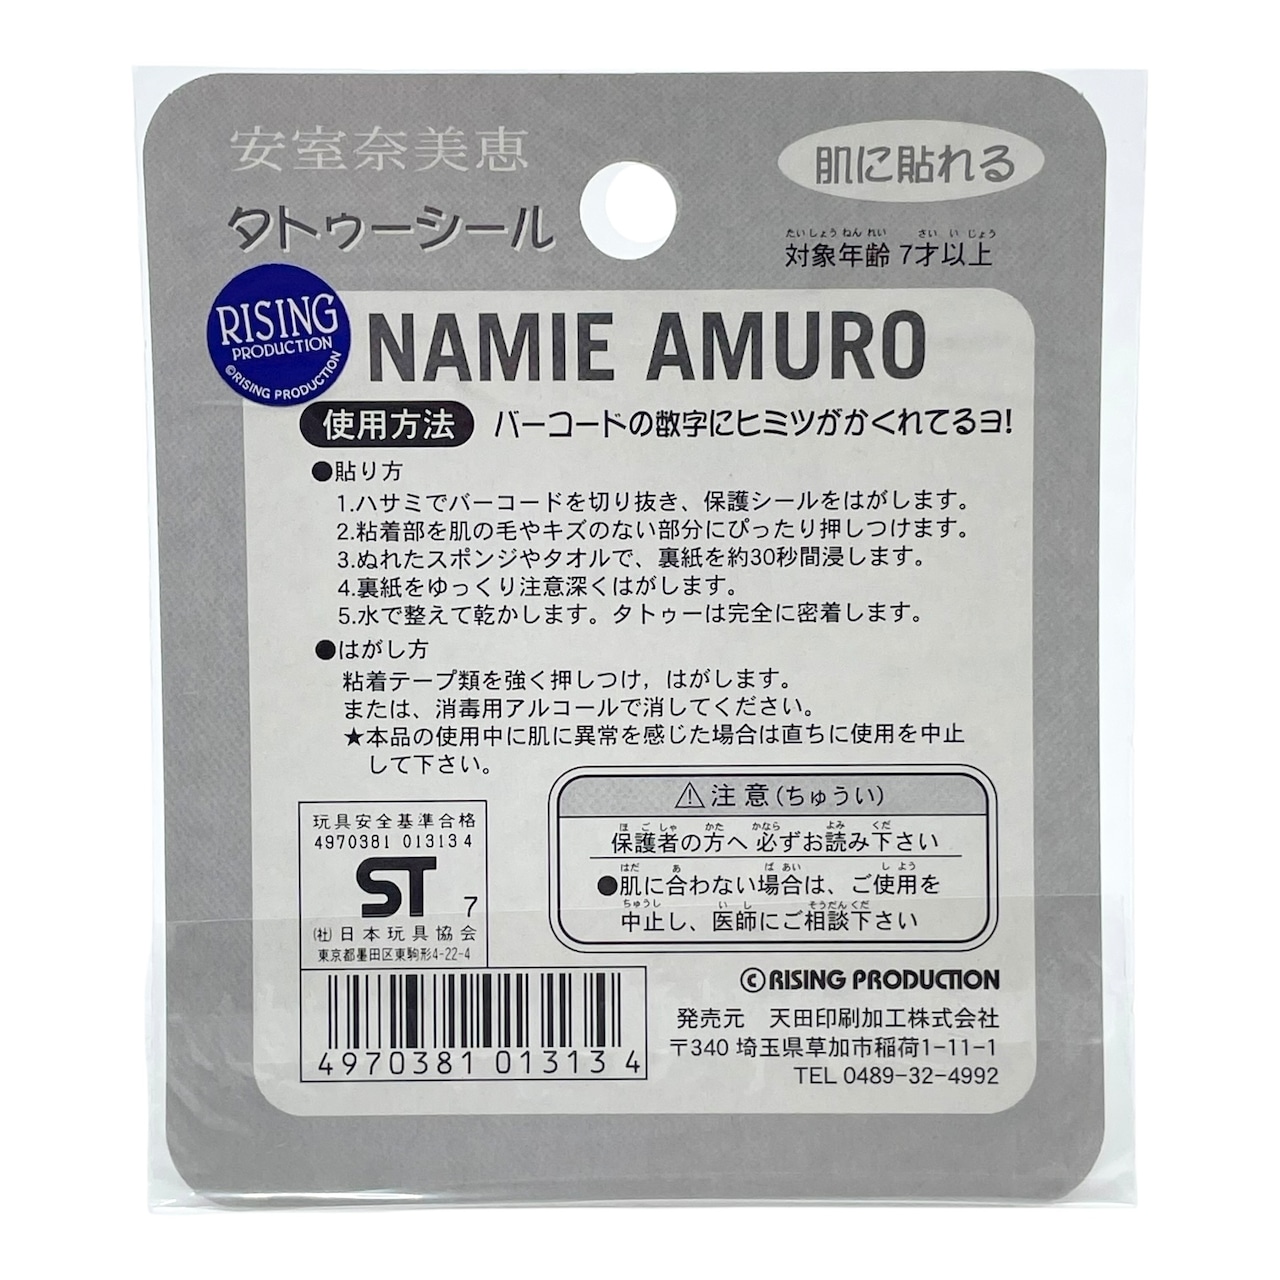 安室奈美恵
タトゥーシール
肌に貼れる
たいしょうねんれい さいいじょう
対象年齢 7才以上
RISING
PRODUCTION
©RISING PRODUCTION
NAMIE AMURO
使用方法 バーコードの数字にヒミツがかくれてるヨ!
●貼り方
1.ハサミでバーコードを切り抜き、保護シールをはがします。
2.粘着部を肌の毛やキズのない部分にぴったり押しつけます。
3.ぬれたスポンジやタオルで、裏紙を約30秒間浸します。
4.裏紙をゆっくり注意深くはがします。
5.水で整えて乾かします。タトゥーは完全に密着します。
●はがし方
粘着テープ類を強く押しつけ,はがします。
または、消毒用アルコールで消してください。
★本品の使用中に肌に異常を感じた場合は直ちに使用を中止
して下さい。
玩具安全基準合格
4970381 013134
ST 7
(社)日本玩具協会
東京都墨田区東駒形4-22-4
⚠注意(ちゅうい)
ほごしゃ かた かなら よみ くだ
保護者の方へ 必ずお読み下さい
はだ あ ばあい しよう
●肌に合わない場合は、ご使用を
ちゅうし いし そうだんくだ
中止し、医師にご相談下さい
4970381 013134
©RISING PRODUCTION
発売元 天田印刷加工株式会社
〒340 埼玉県草加市稲荷1-11-1
TEL 0489-32-4992